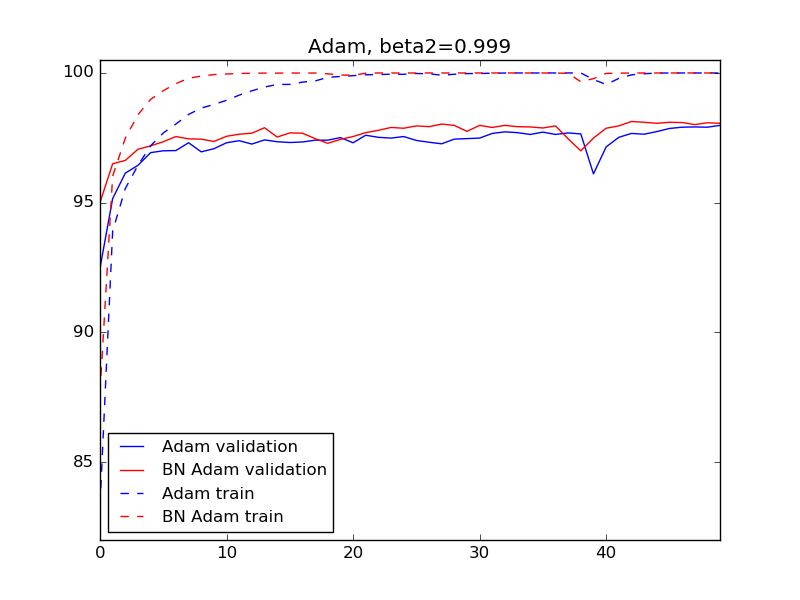 Adam, beta2=0.999
100
95
90
85
Adam validation
BN Adam validation
Adam train
BN Adam train
0 10 20 30 40